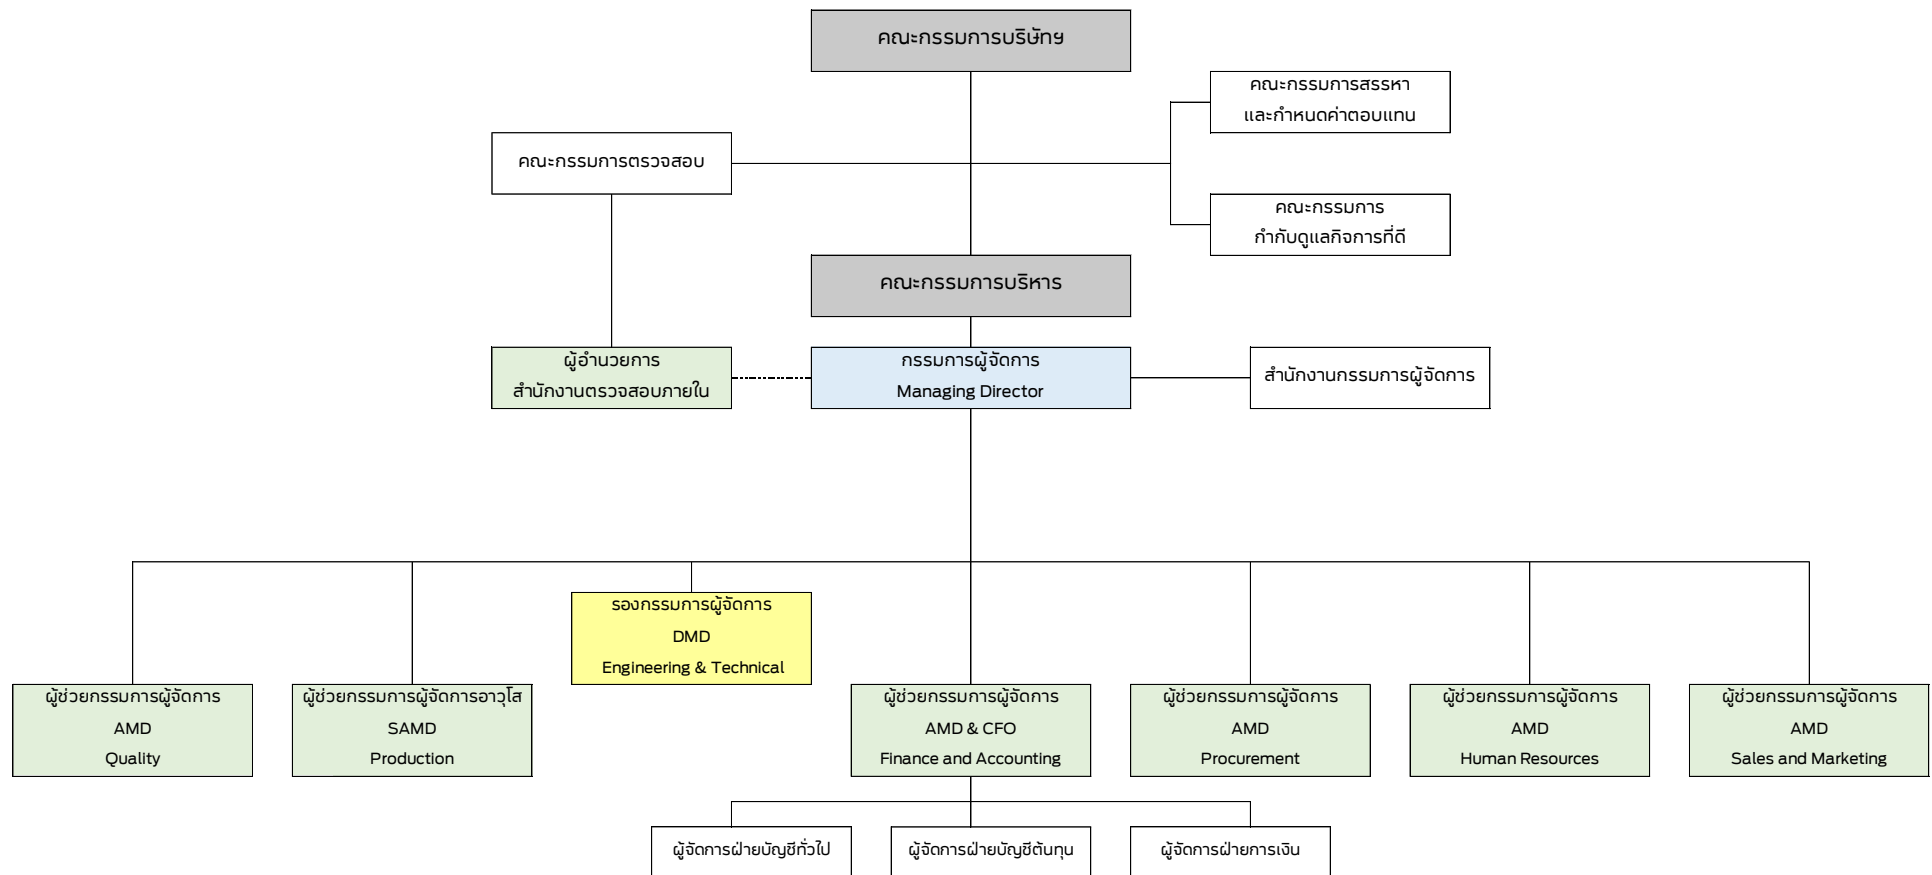 คณะกรรมการบริษัทฯ
คณะกรรมการสรรหา
และกำหนดค่าตอบแทน
คณะกรรมการตรวจสอบ
คณะกรรมการ
กำกับดูแลกิจการที่ดี
คณะกรรมการบริหาร
ผู้อำนวยการ
สำนักงานตรวจสอบภายใน
กรรมการผู้จัดการ
Managing Director
สำนักงานกรรมการผู้จัดการ
รองกรรมการผู้จัดการ
DMD
Engineering & Technical
ผู้ช่วยกรรมการผู้จัดการ
AMD
Quality
ผู้ช่วยกรรมการผู้จัดการอาวุโส
SAMD
Production
ผู้ช่วยกรรมการผู้จัดการ
AMD & CFO
Finance and Accounting
ผู้ช่วยกรรมการผู้จัดการ
AMD
Procurement
ผู้ช่วยกรรมการผู้จัดการ
AMD
Human Resources
ผู้ช่วยกรรมการผู้จัดการ
AMD
Sales and Marketing
ผู้จัดการฝ่ายบัญชีทั่วไป
ผู้จัดการฝ่ายบัญชีต้นทุน
ผู้จัดการฝ่ายการเงิน